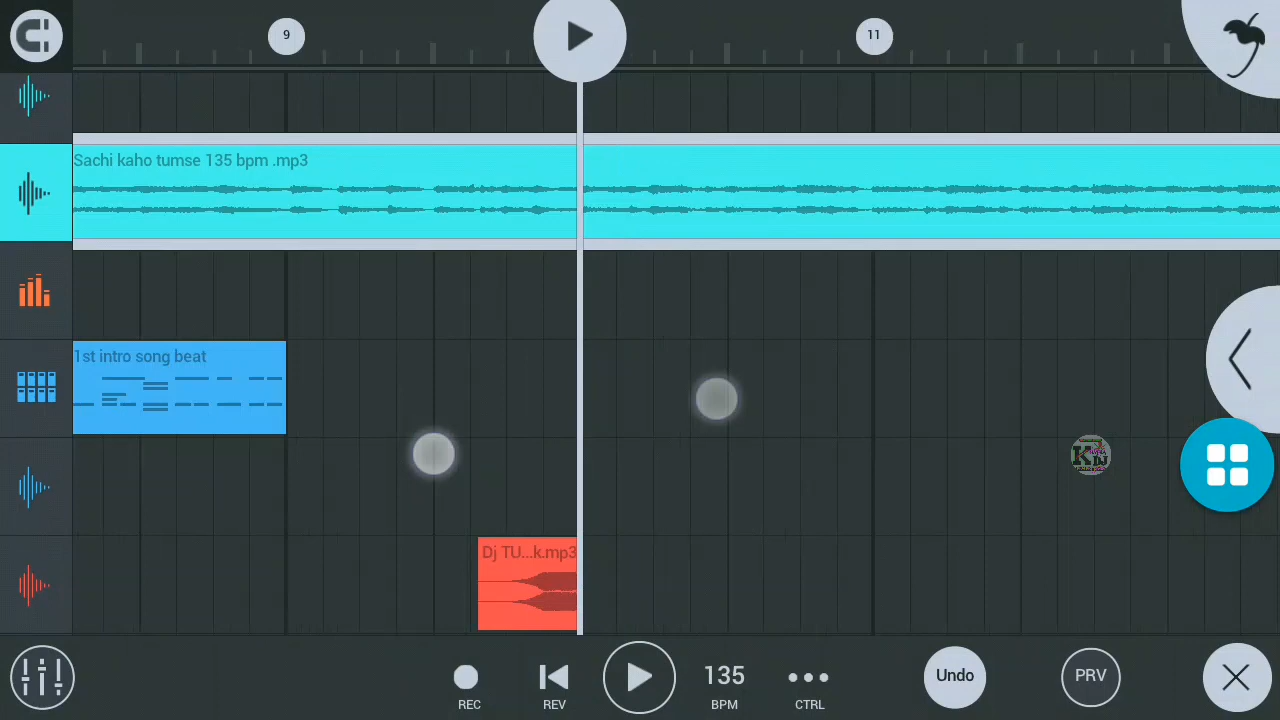 9
11
Sachi kaho tumse 135 bpm .mp3
1st intro song beat
Dj TU...k.mp3
135
Undo
PRV
REC
REV
BPM
CTRL